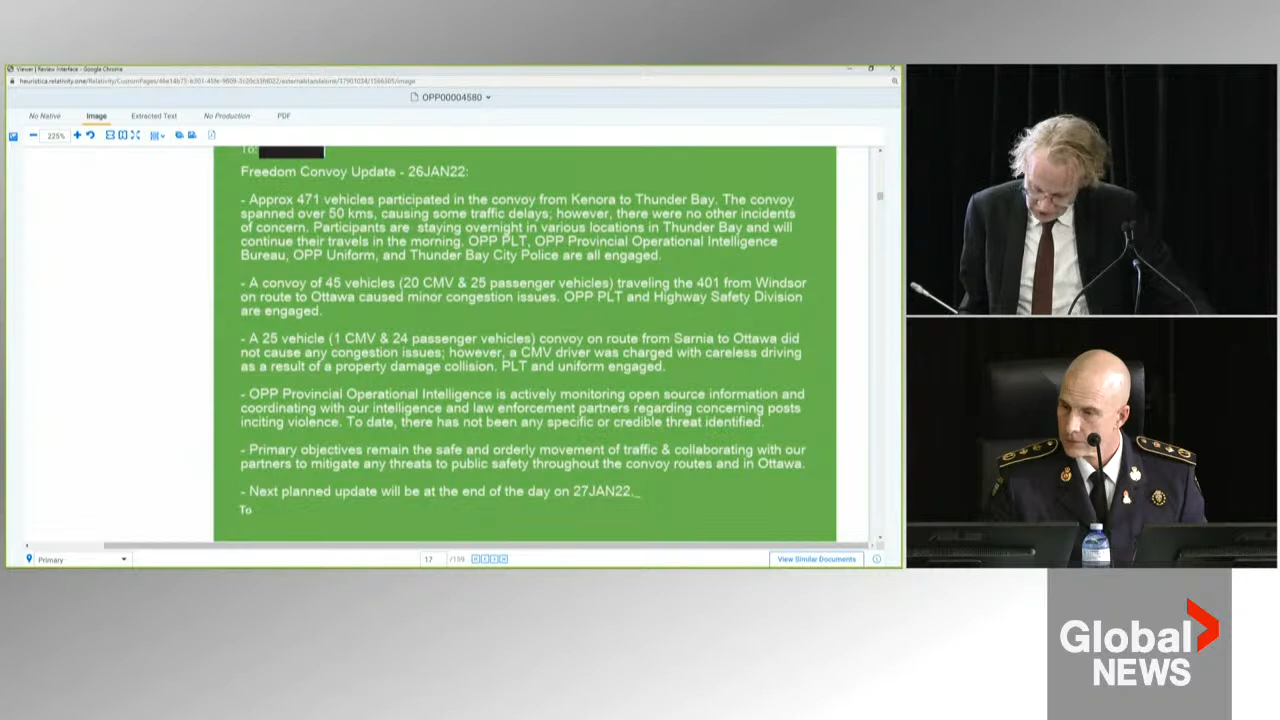 Viewer | Review Interface - Google Chrome
OPP00004580
No Native Image Extracted Text No Production PDF
225%
To:
Freedom Convoy Update - 26JAN22:
- Approx 471 vehicles participated in the convoy from Kenora to Thunder Bay. The convoy
spanned over 50 kms, causing some traffic delays; however, there were no other incidents
of concern. Participants are staying overnight in various locations in Thunder Bay and will
continue their travels in the morning. OPP PLT, OPP Provincial Operational Intelligence
Bureau, OPP Uniform, and Thunder Bay City Police are all engaged.
- A convoy of 45 vehicles (20 CMV & 25 passenger vehicles) traveling the 401 from Windsor
on route to Ottawa caused minor congestion issues. OPP PLT and Highway Safety Division
are engaged.
- A 25 vehicle (1 CMV & 24 passenger vehicles) convoy on route from Sarnia to Ottawa did
not cause any congestion issues; however, a CMV driver was charged with careless driving
as a result of a property damage collision. PLT and uniform engaged.
- OPP Provincial Operational Intelligence is actively monitoring open source information and
coordinating with our intelligence and law enforcement partners regarding concerning posts
inciting violence. To date, there has not been any specific or credible threat identified.
- Primary objectives remain the safe and orderly movement of traffic & collaborating with our
partners to mitigate any threats to public safety throughout the convoy routes and in Ottawa.
- Next planned update will be at the end of the day on 27JAN22._
To
Primary 17 /159 View Similar Documents
Global
NEWS